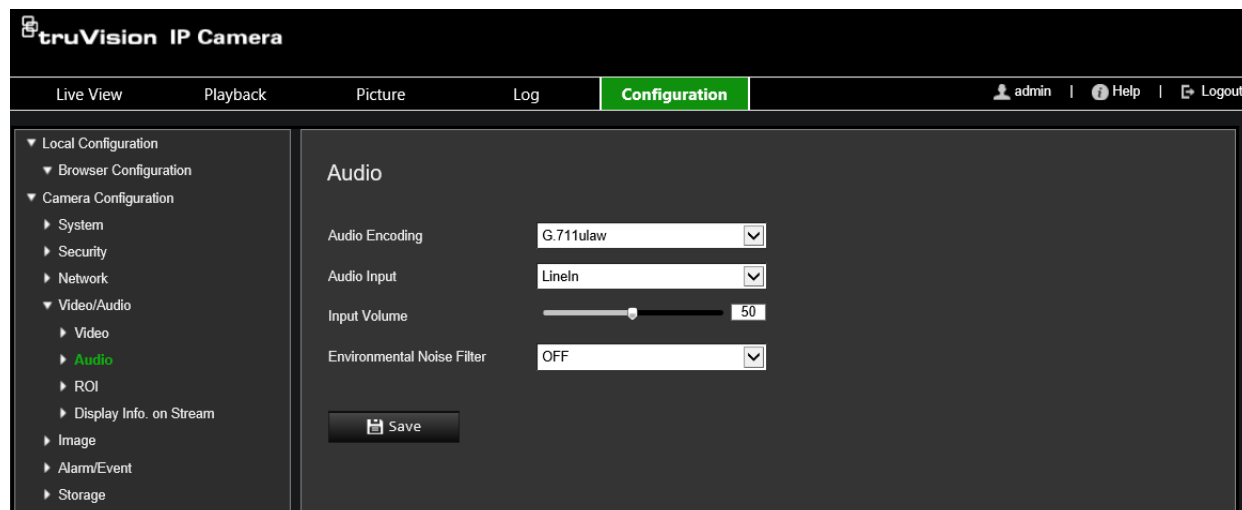 truVision IP Camera
Live View Playback Picture Log Configuration admin | Help | Logout
Local Configuration
Browser Configuration
Camera Configuration
System
Security
Network
Video/Audio
Video
Audio
ROI
Display Info. on Stream
Image
Alarm/Event
Storage
Audio
Audio Encoding G.711ulaw
Audio Input LineIn
Input Volume 50
Environmental Noise Filter OFF
Save